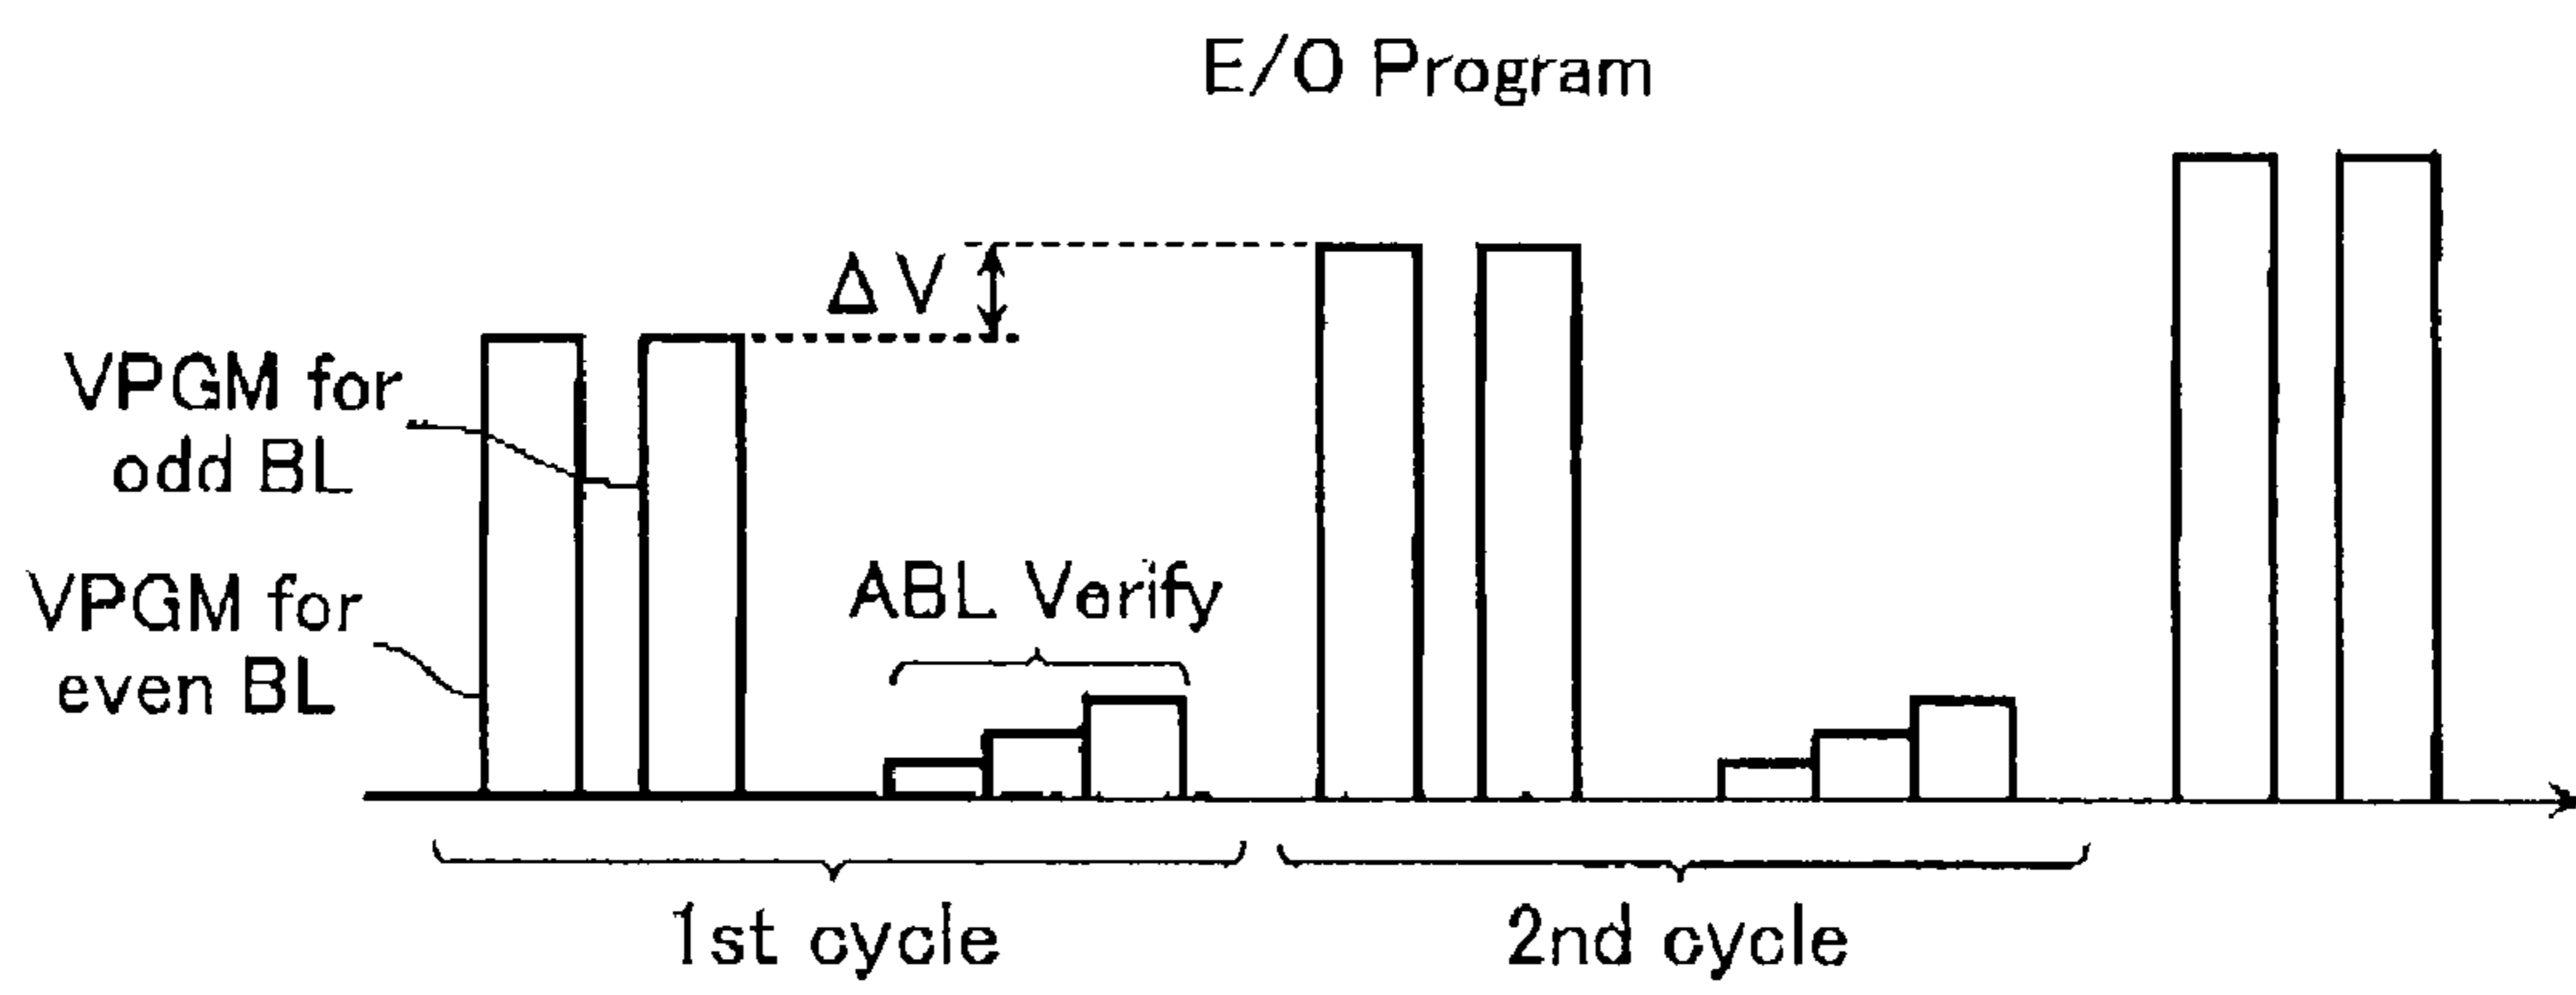 E/O Program
ΔV
VPGM for
odd BL
ABL Verify
VPGM for
even BL
1st cycle
2nd cycle